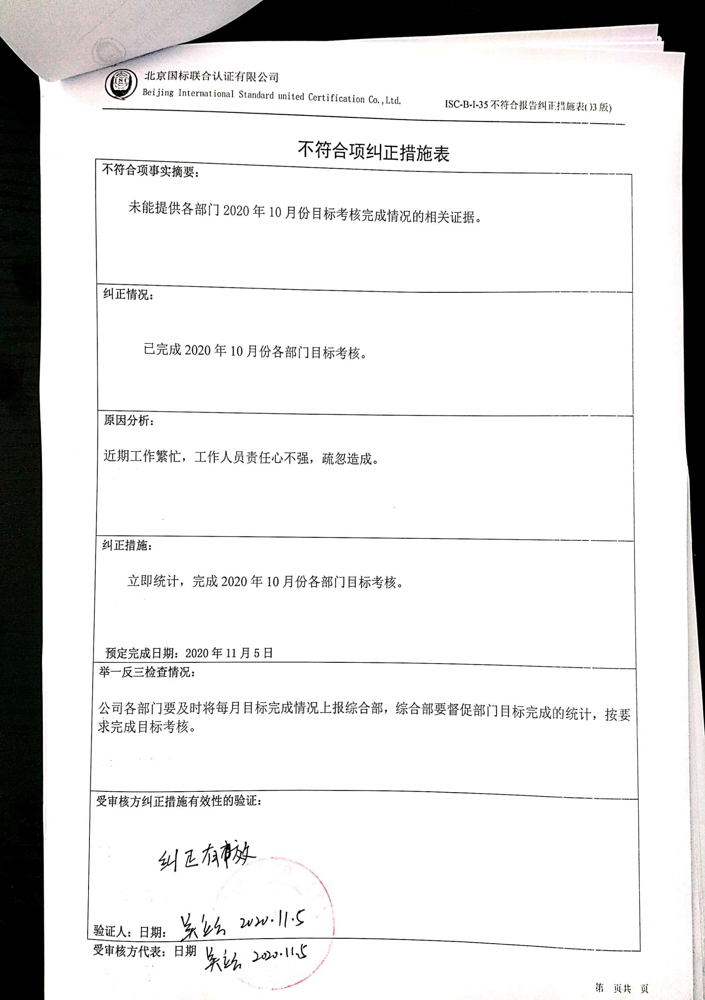 ISC
北京国标联合认证有限公司
Beijing International Standard united Certification Co.,Ltd.
ISC-B-I-35 不符合报告纠正措施表( )3 版)
不符合项纠正措施表
不符合项事实摘要：
未能提供各部门 2020 年 10 月份目标考核完成情况的相关证据。
纠正情况：
已完成 2020 年 10 月份各部门目标考核。
原因分析：
近期工作繁忙，工作人员责任心不强，疏忽造成。
纠正措施：
立即统计，完成 2020 年 10 月份各部门目标考核。
预定完成日期：2020 年 11 月 5 日
举一反三检查情况：
公司各部门要及时将每月目标完成情况上报综合部，综合部要督促部门目标完成的统计，按要
求完成目标考核。
受审核方纠正措施有效性的验证：
纠正有效
验证人：日期： 2020.11.5
受审核方代表：日期 2020.11.5
第 页共 页